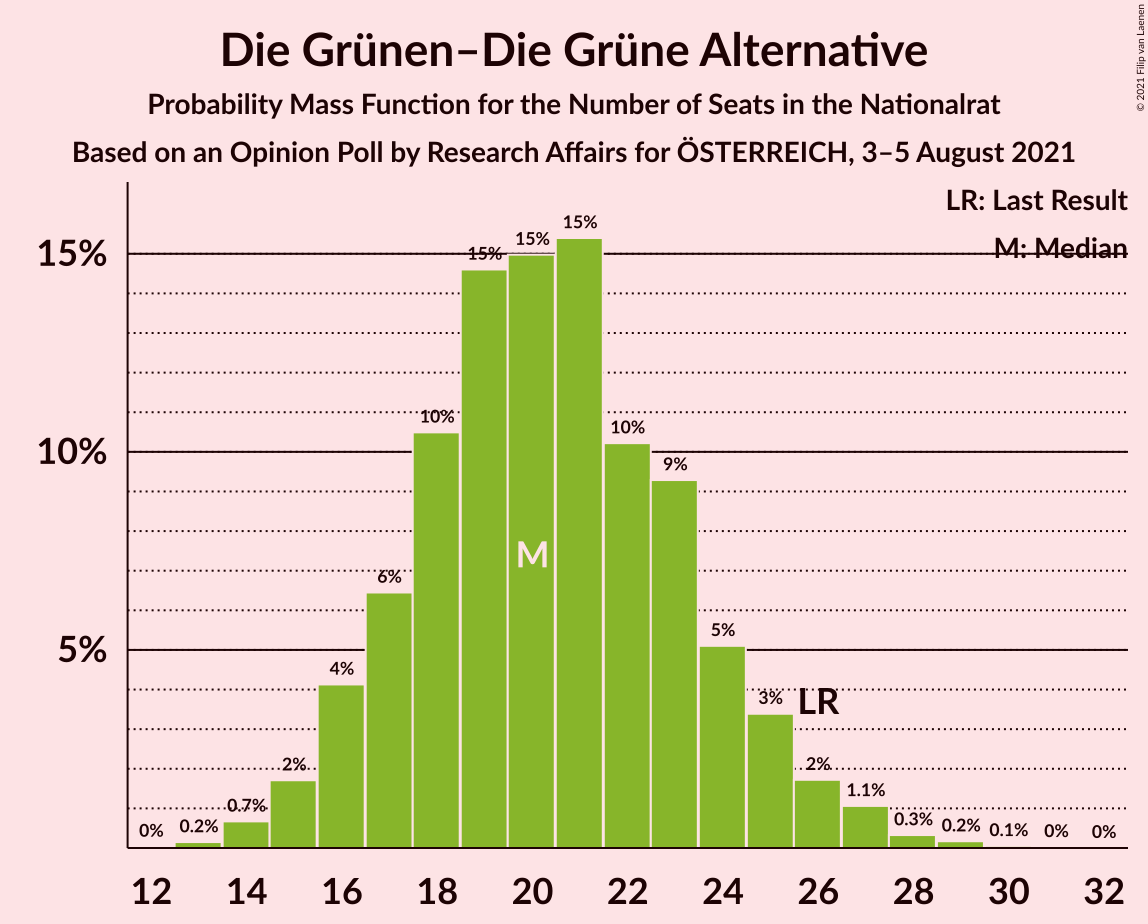 Die Grünen–Die Grüne Alternative
Probability Mass Function for the Number of Seats in the Nationalrat
Based on an Opinion Poll by Research Affairs for ÖSTERREICH, 3–5 August 2021
© 2021 Filip van Laenen
LR: Last Result
M: Median
15%
10%
5%
0%
0.2%
0.7%
2%
4%
6%
10%
15%
15%
15%
10%
9%
5%
3%
2%
1.1%
0.3%
0.2%
0.1%
0%
0%
M
LR
12 14 16 18 20 22 24 26 28 30 32